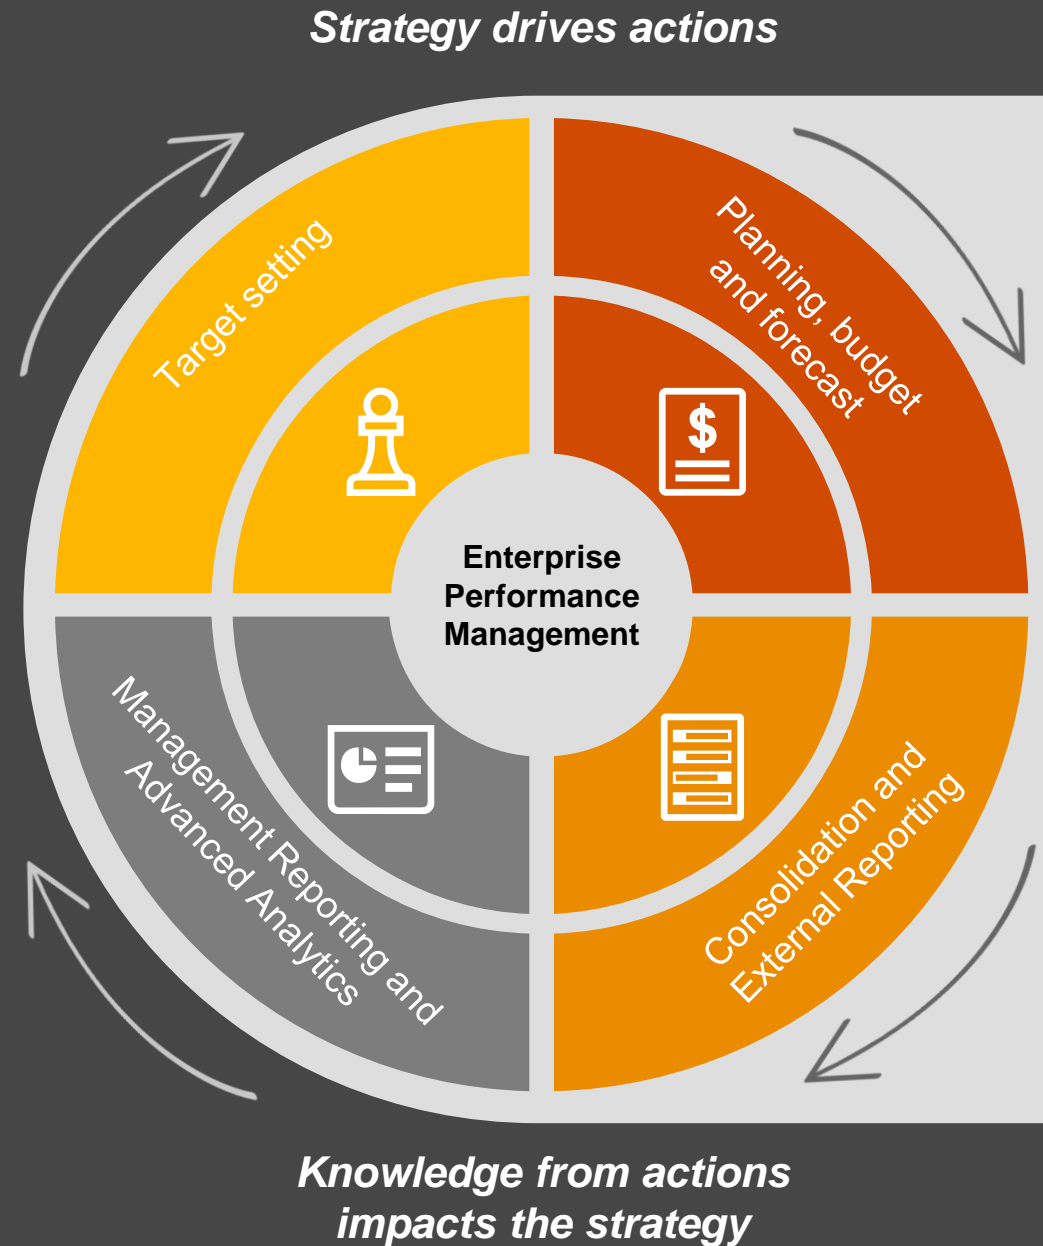 Strategy drives actions
Target setting
Planning, budget
and forecast
$
Enterprise
Performance
Management
Management Reporting and
Advanced Analytics
Consolidation and
External Reporting
Knowledge from actions
impacts the strategy